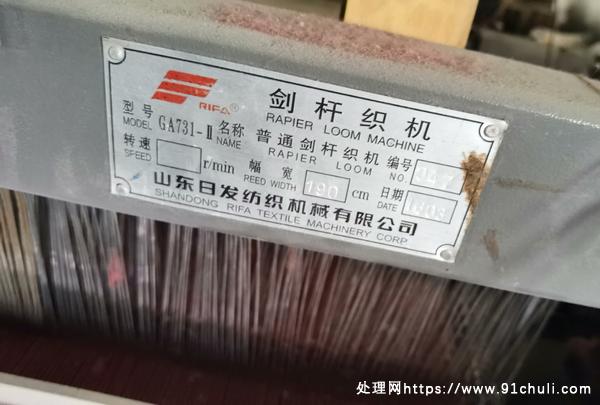 RIFA®
剑杆织机
RAPIER LOOM MACHINE
型号 GA731-Ⅱ 名称 普通剑杆织机 编号
MODEL NAME RAPIER LOOM NO.
转速 r/min 幅宽 190 cm 日期
SPEED REED WIDTH DATE
山东日发纺织机械有限公司
SHANDONG RIFA TEXTILE MACHINERY CORP
处理网https://www.91chuli.com/